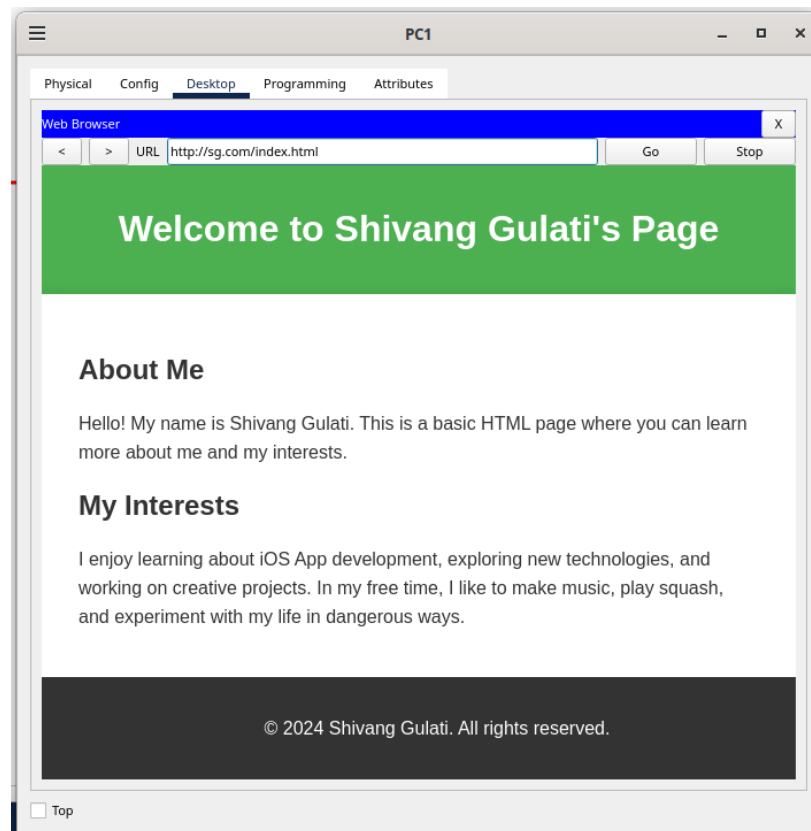 PC1
Physical Config Desktop Programming Attributes
Web Browser X
< > URL http://sg.com/index.html Go Stop
Welcome to Shivang Gulati's Page
About Me
Hello! My name is Shivang Gulati. This is a basic HTML page where you can learn
more about me and my interests.
My Interests
I enjoy learning about iOS App development, exploring new technologies, and
working on creative projects. In my free time, I like to make music, play squash,
and experiment with my life in dangerous ways.
© 2024 Shivang Gulati. All rights reserved.
Top